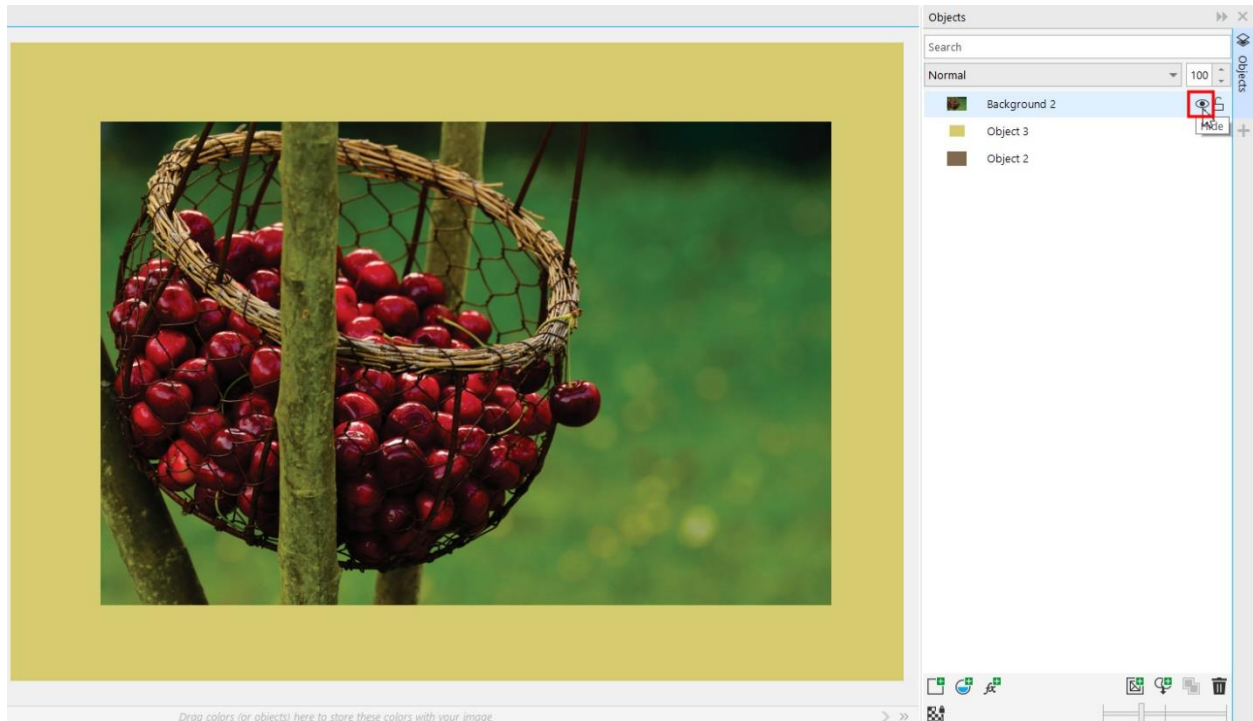 Objects
Search
Normal
100
Background 2
Hide
Object 3
Object 2
Objects
Drag colors (or objects) here to store these colors with your image